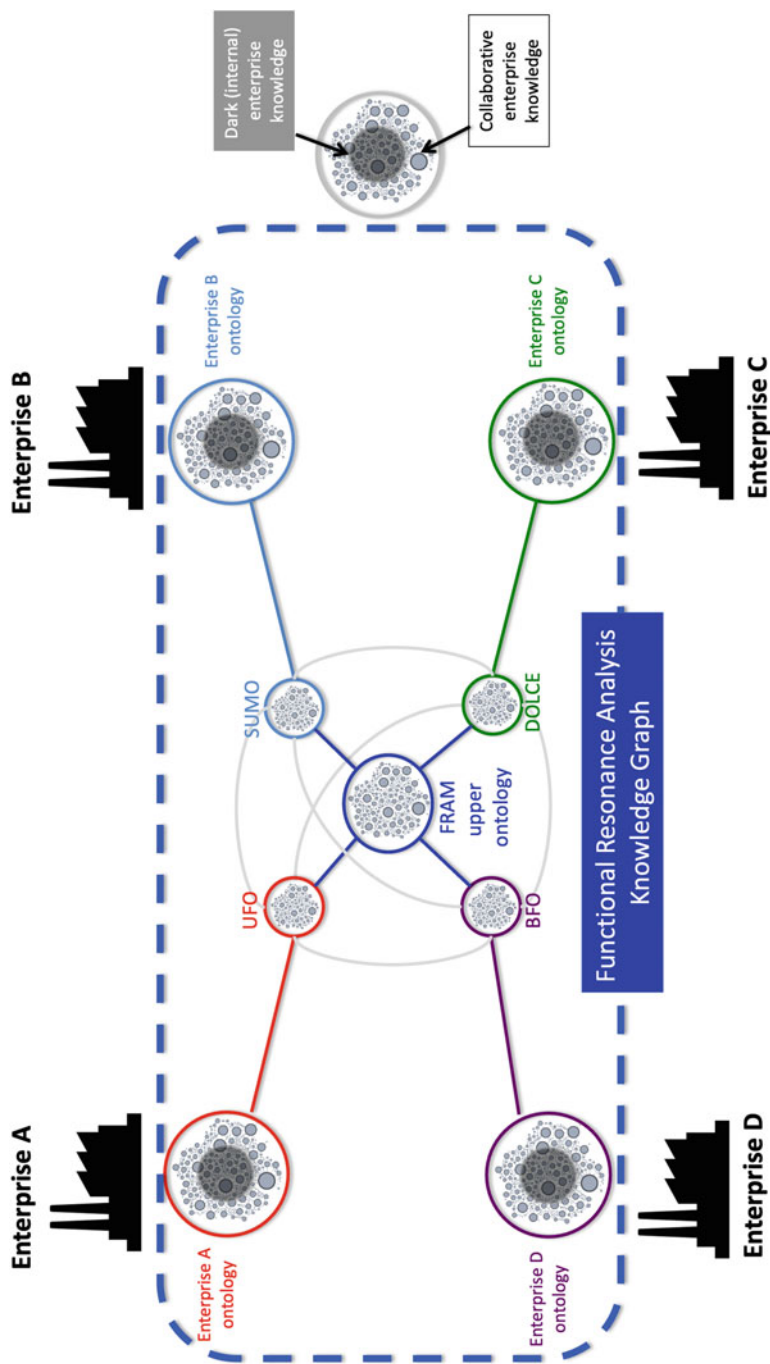 Enterprise A
Enterprise B
Enterprise A
ontology
Enterprise B
ontology
UFO
SUMO
FRAM
upper
ontology
BFO
DOLCE
Enterprise D
ontology
Enterprise C
ontology
Functional Resonance Analysis
Knowledge Graph
Enterprise D
Enterprise C
Dark (internal)
enterprise
knowledge
Collaborative
enterprise
knowledge